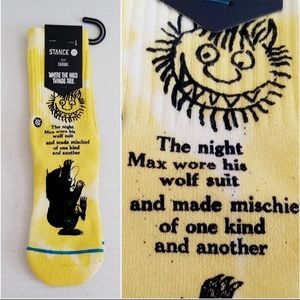 STANCE
CASUAL
L
WHERE THE WILD
THINGS ARE
The night
Max wore his
wolf suit
and made mischief
of one kind
and another
The night
Max wore his
wolf suit
and made mischie
of one kind
and another